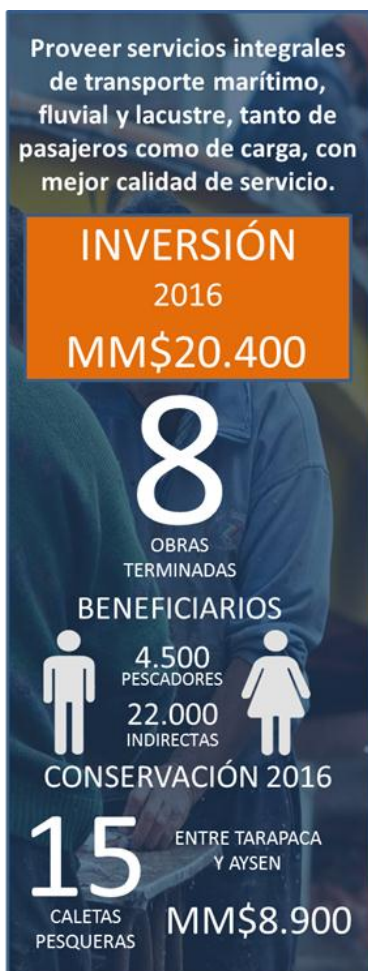 Proveer servicios integrales
de transporte marítimo,
fluvial y lacustre, tanto de
pasajeros como de carga, con
mejor calidad de servicio.
INVERSIÓN
2016
MM$20.400
8
OBRAS
TERMINADAS
BENEFICIARIOS
4.500
PESCADORES
22.000
INDIRECTAS
CONSERVACIÓN 2016
15
CALETAS
PESQUERAS
ENTRE TARAPACA
Y AYSEN
MM$8.900